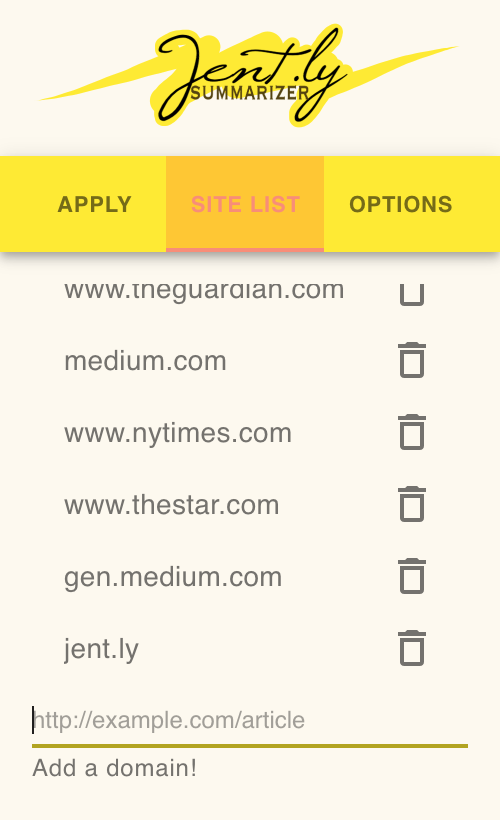 Jent.ly
SUMMARIZER
APPLY
SITE LIST
OPTIONS
www.theguardian.com
medium.com
www.nytimes.com
www.thestar.com
gen.medium.com
jent.ly
http://example.com/article
Add a domain!